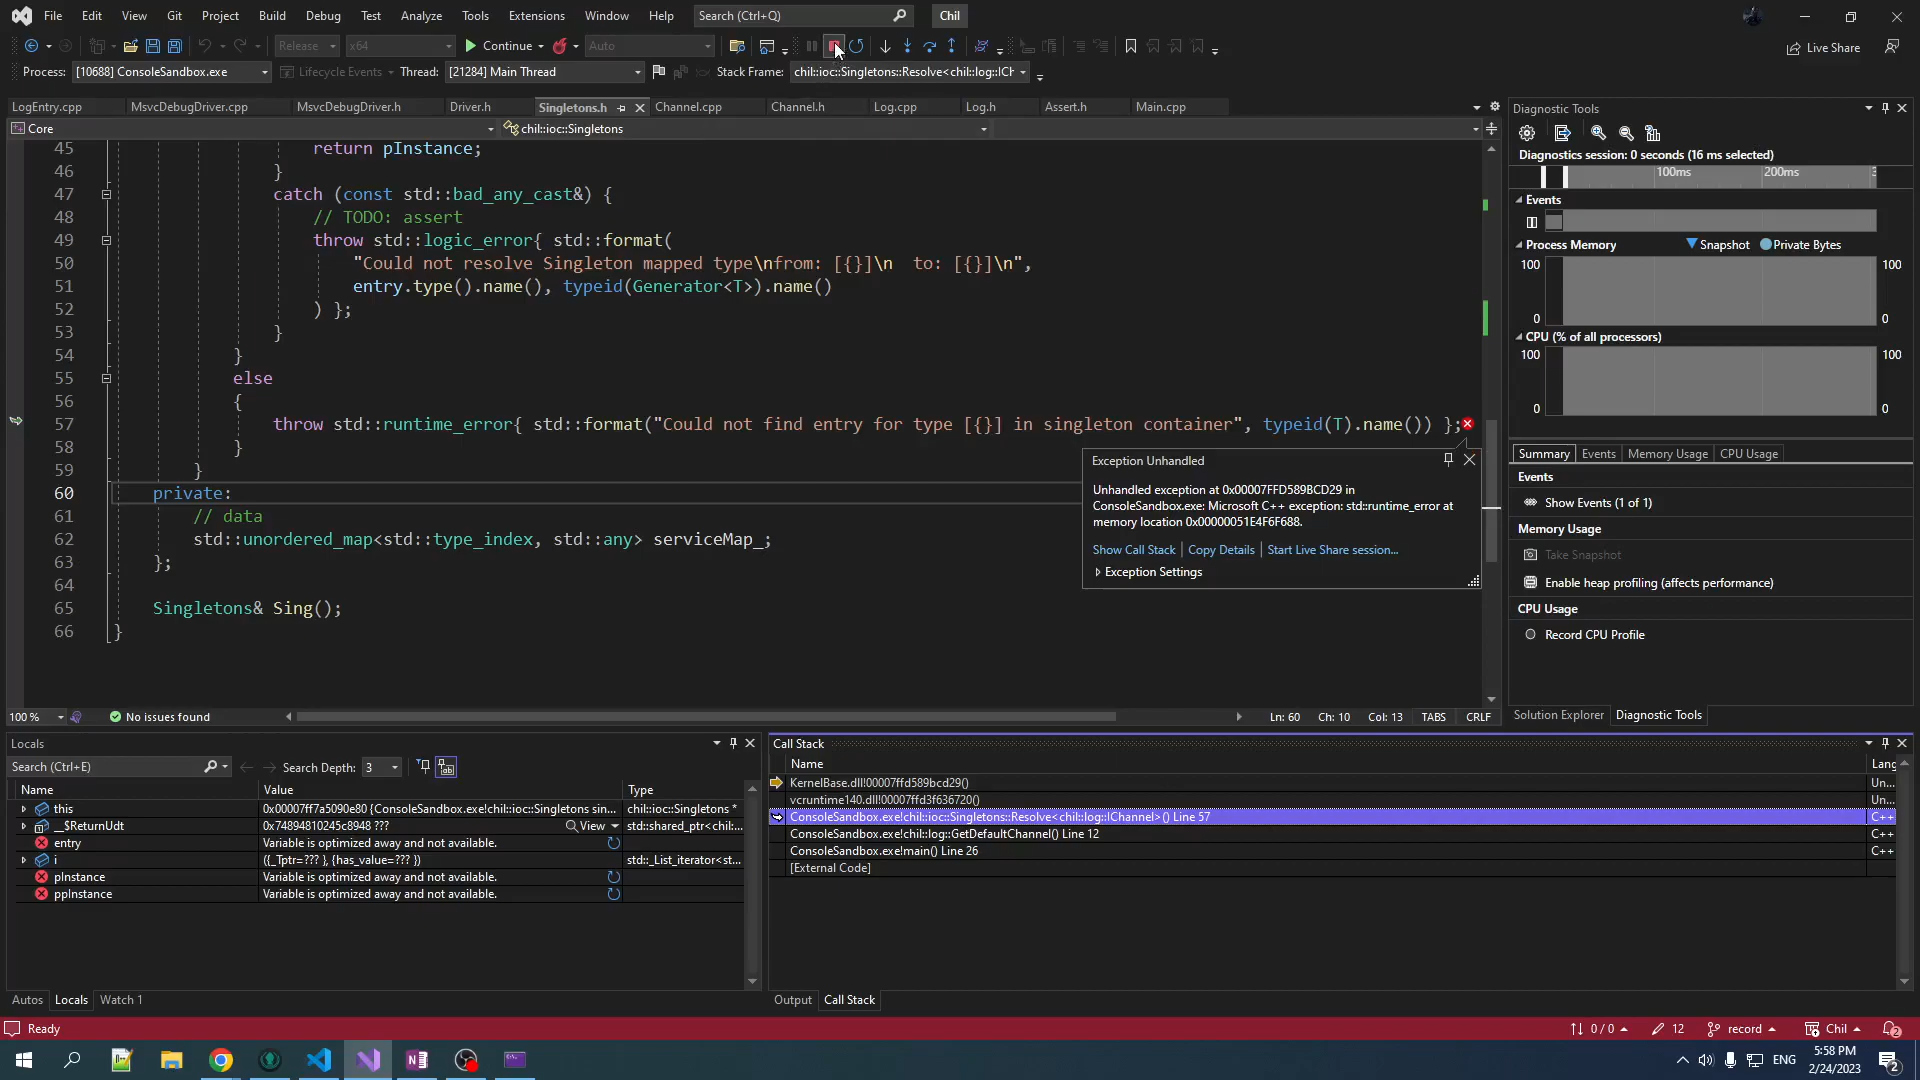 File Edit View Git Project Build Debug Test Analyze Tools Extensions Window Help Search (Ctrl+Q) Chil
Release x64 Continue Auto Live Share
Process: [10688] ConsoleSandbox.exe Lifecycle Events Thread: [21284] Main Thread Stack Frame: chil::ioc::Singletons::Resolve<chil::log::ICh
LogEntry.cpp MsvcDebugDriver.cpp MsvcDebugDriver.h Driver.h Singletons.h Channel.cpp Channel.h Log.cpp Log.h Assert.h Main.cpp
Core chil::ioc::Singletons
45 return pInstance;
46 }
47 catch (const std::bad_any_cast&) {
48 // TODO: assert
49 throw std::logic_error{ std::format(
50 "Could not resolve Singleton mapped type\nfrom: [{}]\n  to: [{}]\n",
51 entry.type().name(), typeid(Generator<T>).name()
52 ) };
53 }
54 }
55 else
56 {
57 throw std::runtime_error{ std::format("Could not find entry for type [{}] in singleton container", typeid(T).name()) };
58 }
59 }
60 private:
61 // data
62 std::unordered_map<std::type_index, std::any> serviceMap_;
63 };
64
65 Singletons& Sing();
66 }
Exception Unhandled
Unhandled exception at 0x00007FFD589BCD29 in
ConsoleSandbox.exe: Microsoft C++ exception: std::runtime_error at
memory location 0x00000051E4F6F688.
Show Call Stack | Copy Details | Start Live Share session...
Exception Settings
100 % No issues found Ln: 60 Ch: 10 Col: 13 TABS CRLF
Diagnostic Tools
Diagnostics session: 0 seconds (16 ms selected)
100ms 200ms
Events
Process Memory Snapshot Private Bytes
100 100
0 0
CPU (% of all processors)
100 100
0 0
Summary Events Memory Usage CPU Usage
Events
Show Events (1 of 1)
Memory Usage
Take Snapshot
Enable heap profiling (affects performance)
CPU Usage
Record CPU Profile
Solution Explorer Diagnostic Tools
Locals
Search (Ctrl+E) Search Depth: 3
Name Value Type
this 0x00007ff7a5090e80 {ConsoleSandbox.exe!chil::ioc::Singletons sin... chil::ioc::Singletons *
__$ReturnUdt 0x74894810245c8948 ??? View std::shared_ptr<chil:...
entry Variable is optimized away and not available.
i ({_Tptr=??? }, {has_value=??? }) std::_List_iterator<st...
pInstance Variable is optimized away and not available.
ppInstance Variable is optimized away and not available.
Autos Locals Watch 1
Call Stack
Name Lang
KernelBase.dll!00007ffd589bcd29() Un...
vcruntime140.dll!00007ffd3f636720() Un...
ConsoleSandbox.exe!chil::ioc::Singletons::Resolve<chil::log::IChannel>() Line 57 C++
ConsoleSandbox.exe!chil::log::GetDefaultChannel() Line 12 C++
ConsoleSandbox.exe!main() Line 26 C++
[External Code]
Output Call Stack
Ready 0 / 0 12 record Chil 2
ENG 5:58 PM
2/24/2023 2